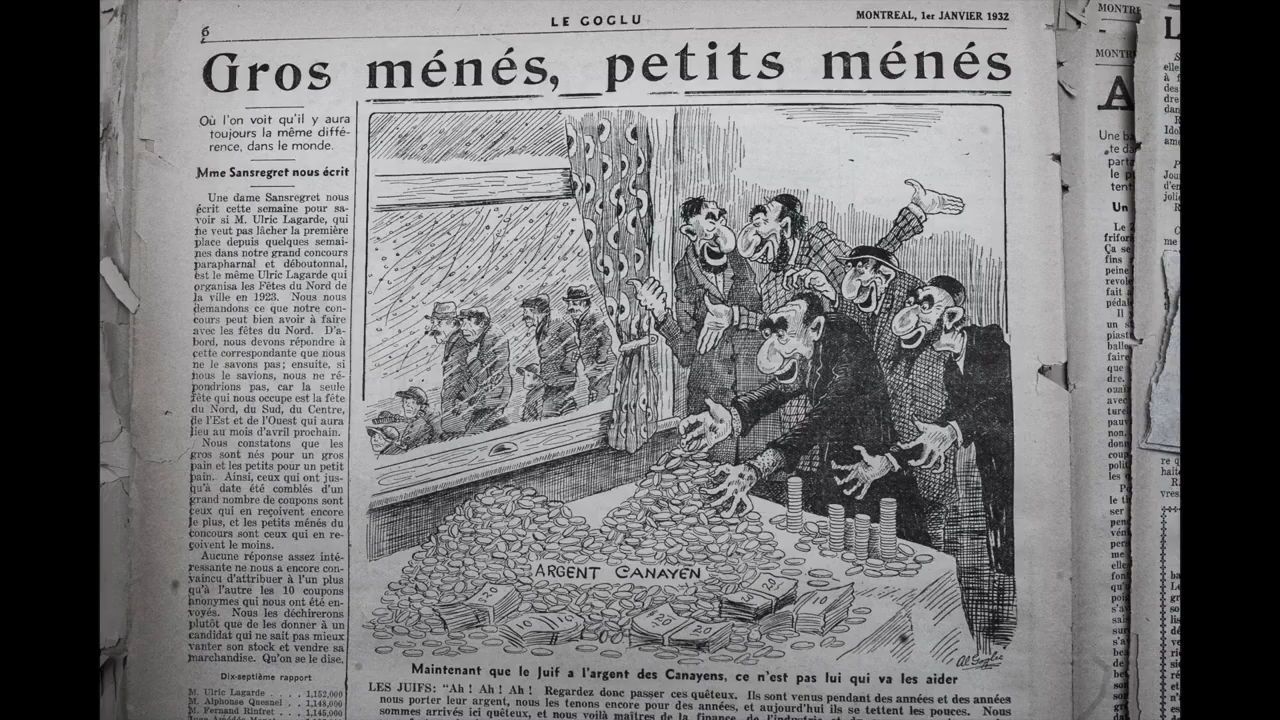 6
LE GOGLU
MONTREAL, 1er JANVIER 1932
Gros ménés, petits ménés
Où l'on voit qu'il y aura
toujours la même diffé-
rence, dans le monde.
Mme Sansregret nous écrit
Une dame Sansregret nous
écrit cette semaine pour sa-
voir si M. Ulric Lagarde, qui
ne veut pas lâcher la première
place depuis quelques semai-
nes dans notre grand concours
parapharnal et déboutonnal,
est le même Ulric Lagarde qui
organisa les Fêtes du Nord de
la ville en 1923. Nous nous
demandons ce que notre con-
cours peut bien avoir à faire
avec les fêtes du Nord. D'a-
bord, nous devons répondre à
cette correspondante que nous
ne le savons pas; ensuite, si
nous le savions, nous ne ré-
pondrions pas, car la seule
fête qui nous occupe est la fête
du Nord, du Sud, du Centre,
de l'Est et de l'Ouest qui aura
lieu au mois d'avril prochain.
Nous constatons que les
gros sont nés pour un gros
pain et les petits pour un petit
pain. Ainsi, ceux qui ont jus-
qu'à date été comblés d'un
grand nombre de coupons sont
ceux qui en reçoivent encore
le plus, et les petits ménés du
concours sont ceux qui en re-
çoivent le moins.
Aucune réponse assez inté-
ressante ne nous a encore con-
vaincu d'attribuer à l'un plus
qu'à l'autre les 10 coupons
anonymes qui nous ont été en-
voyés. Nous les déchirerons
plutôt que de les donner à un
candidat qui ne sait pas mieux
vanter son stock et vendre sa
marchandise. Qu'on se le dise.
Dix-septième rapport
M. Ulric Lagarde . . . . 1,152,000
M. Alphonse Quesnel . . 1,148,000
M. Fernand Rinfret . . . 1,145,000
ARGENT CANAYEN
20
10 10
20 20
20
10
Al Goglu
Maintenant que le Juif a l'argent des Canayens, ce n'est pas lui qui va les aider
LES JUIFS: "Ah! Ah! Ah! Regardez donc passer ces quêteux. Ils sont venus pendant des années et des années
nous porter leur argent, nous les tenons encore pour des années, et aujourd'hui ils se tettent les pouces. Nous
sommes arrivés ici quêteux, et nous voilà maîtres de la finance, de l'industrie et
MONTR
A
Une ba
Un
L